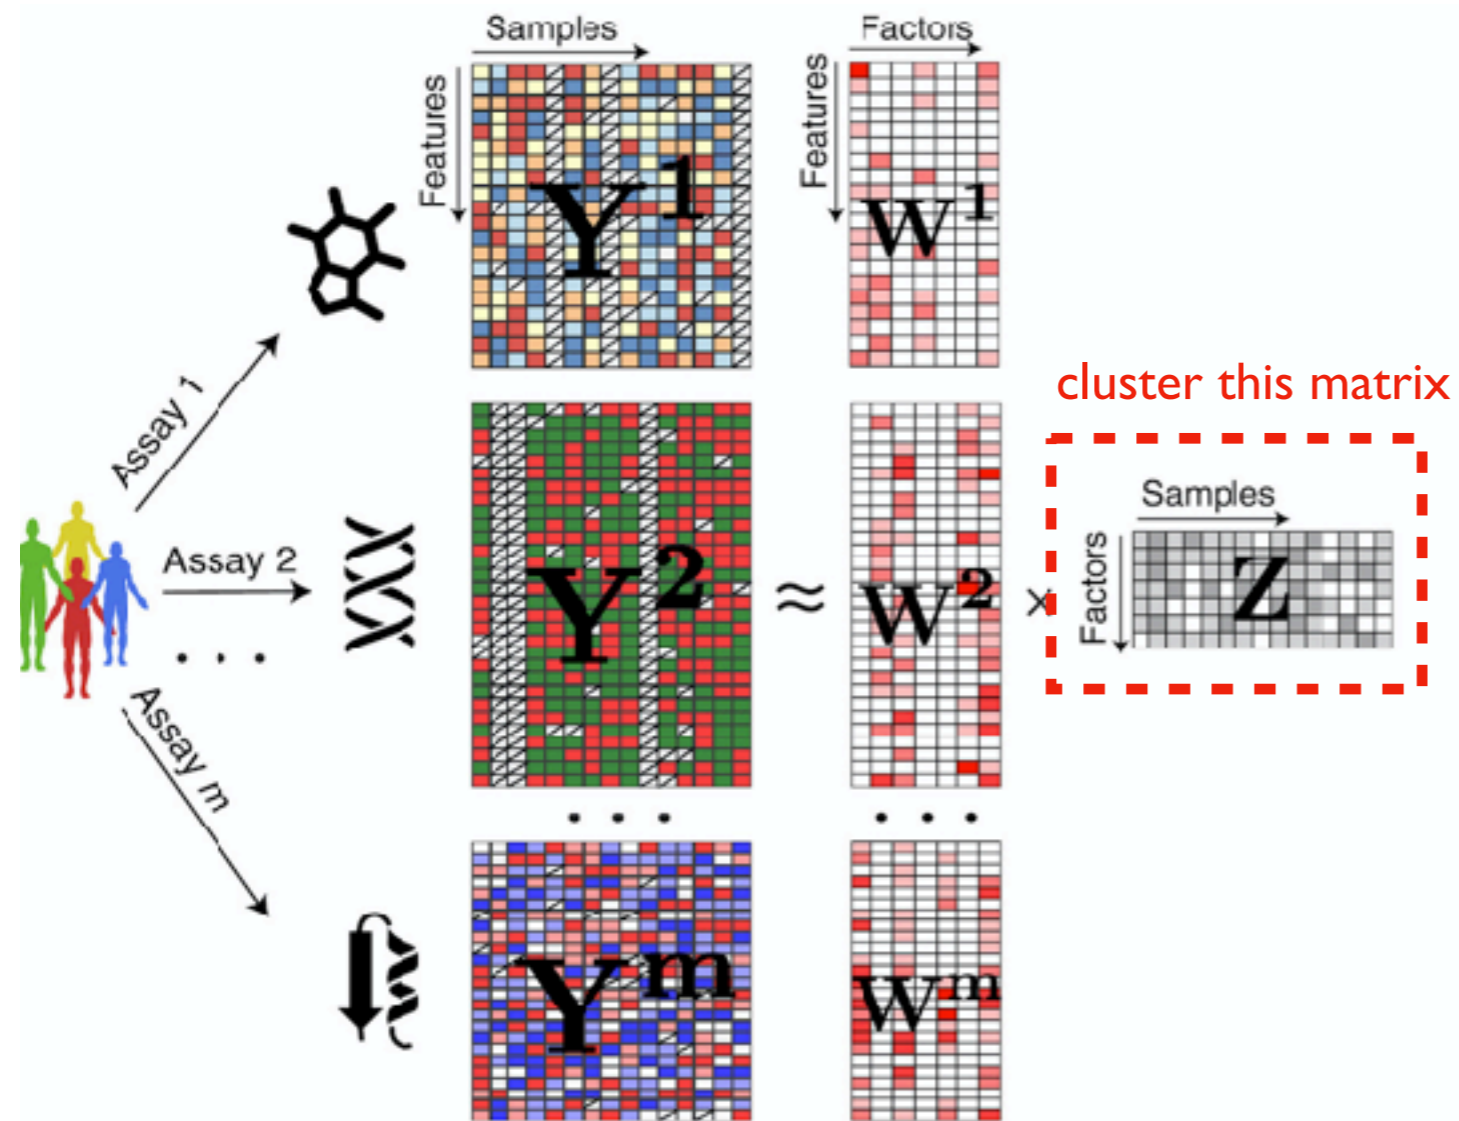 Samples
Features
Y¹
Factors
Features
W¹
cluster this matrix
Assay 1
Assay 2
. . .
Assay m
Y²
≈
W²
×
Samples
Factors
Z
. . .
. . .
Yᵐ
Wᵐ